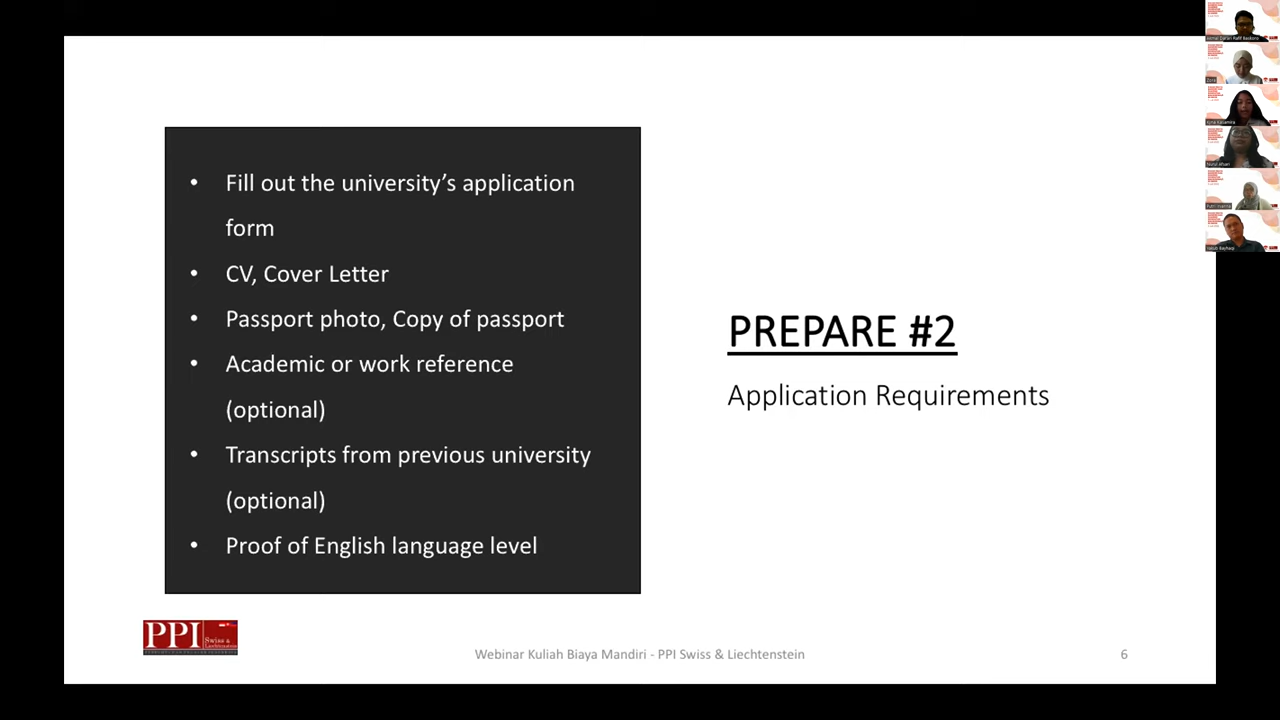 • Fill out the university’s application
form
• CV, Cover Letter
• Passport photo, Copy of passport
• Academic or work reference
(optional)
• Transcripts from previous university
(optional)
• Proof of English language level
PREPARE #2
Application Requirements
PPI Swiss &
Liechtenstein
Webinar Kuliah Biaya Mandiri - PPI Swiss & Liechtenstein
6